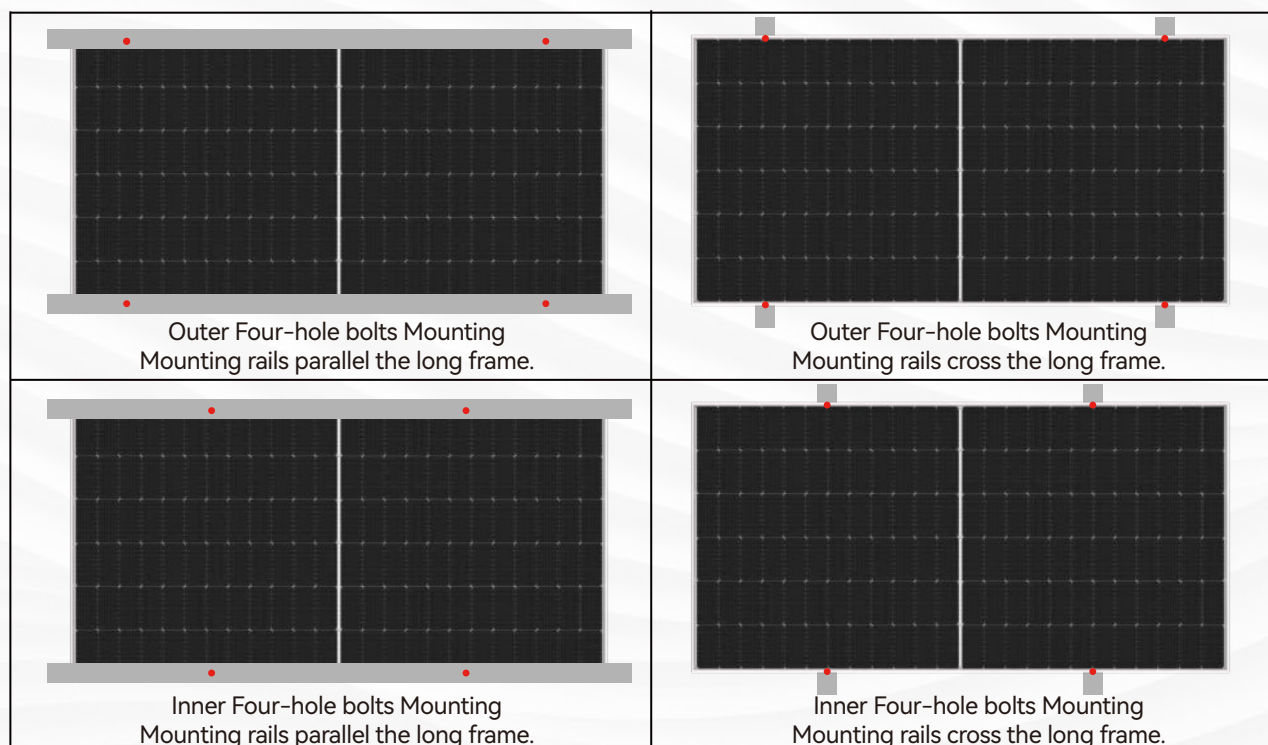 Outer Four-hole bolts Mounting
Mounting rails parallel the long frame.
Outer Four-hole bolts Mounting
Mounting rails cross the long frame.
Inner Four-hole bolts Mounting
Mounting rails parallel the long frame.
Inner Four-hole bolts Mounting
Mounting rails cross the long frame.